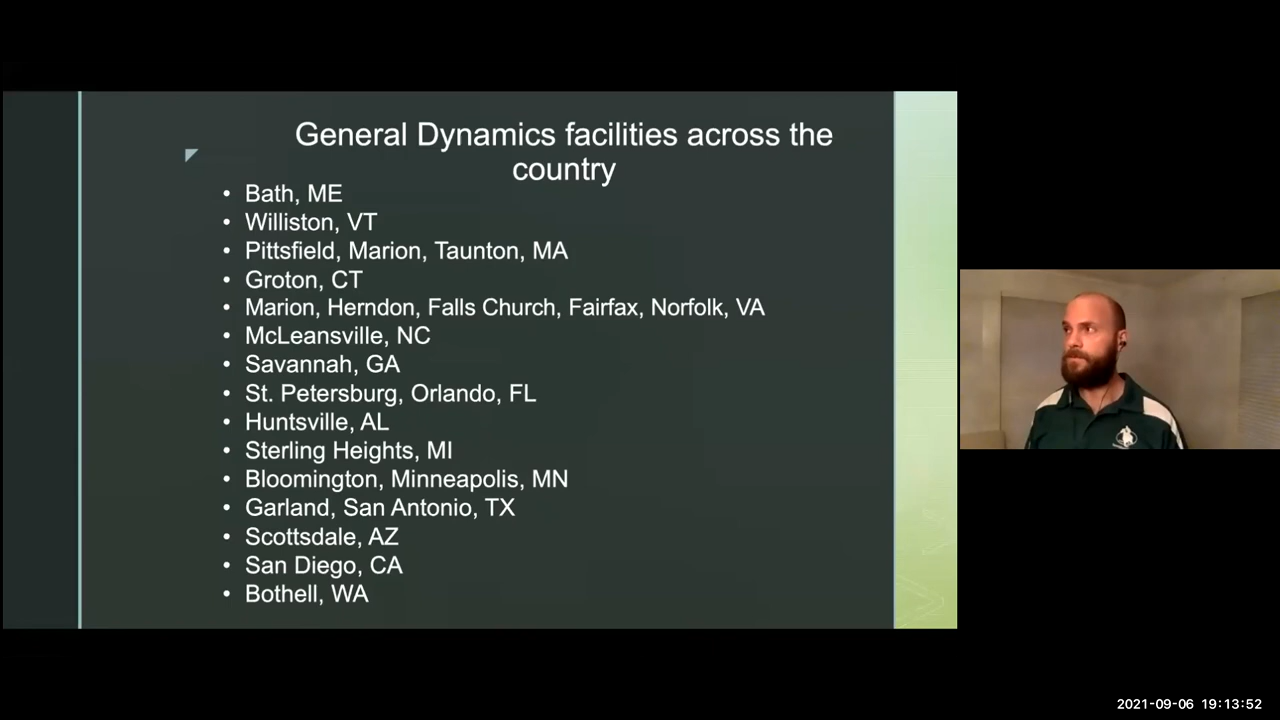 General Dynamics facilities across the
country
• Bath, ME
• Williston, VT
• Pittsfield, Marion, Taunton, MA
• Groton, CT
• Marion, Herndon, Falls Church, Fairfax, Norfolk, VA
• McLeansville, NC
• Savannah, GA
• St. Petersburg, Orlando, FL
• Huntsville, AL
• Sterling Heights, MI
• Bloomington, Minneapolis, MN
• Garland, San Antonio, TX
• Scottsdale, AZ
• San Diego, CA
• Bothell, WA
2021-09-06 19:13:52